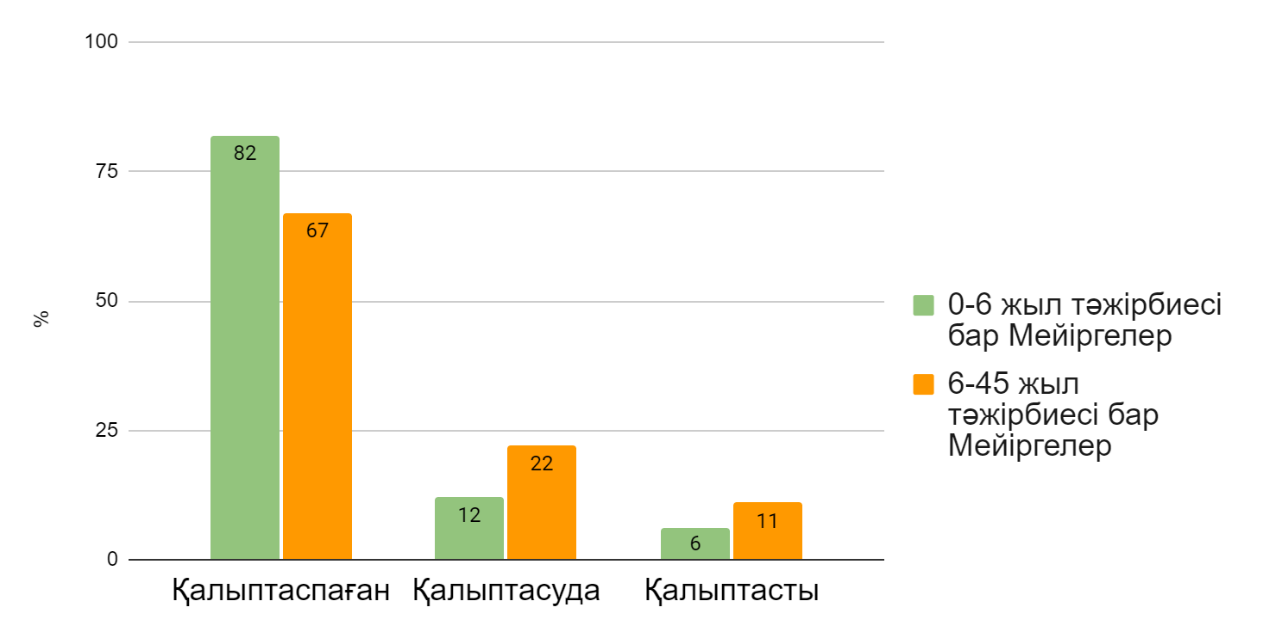 100
75
50
25
0
%
82
67
12
22
6
11
Қалыптаспаған
Қалыптасуда
Қалыптасты
0-6 жыл тәжірбиесі
бар Мейіргелер
6-45 жыл
тәжірбиесі бар
Мейіргелер